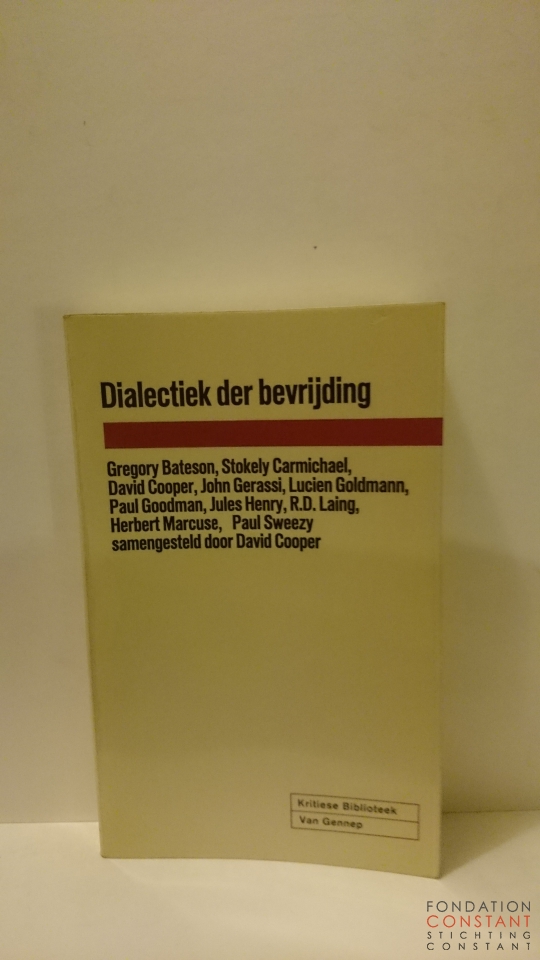 Dialectiek der bevrijding
Gregory Bateson, Stokely Carmichael,
David Cooper, John Gerassi, Lucien Goldmann,
Paul Goodman, Jules Henry, R.D. Laing,
Herbert Marcuse, Paul Sweezy
samengesteld door David Cooper
Kritiese Biblioteek
Van Gennep
FONDATION
CONSTANT
STICHTING
CONSTANT